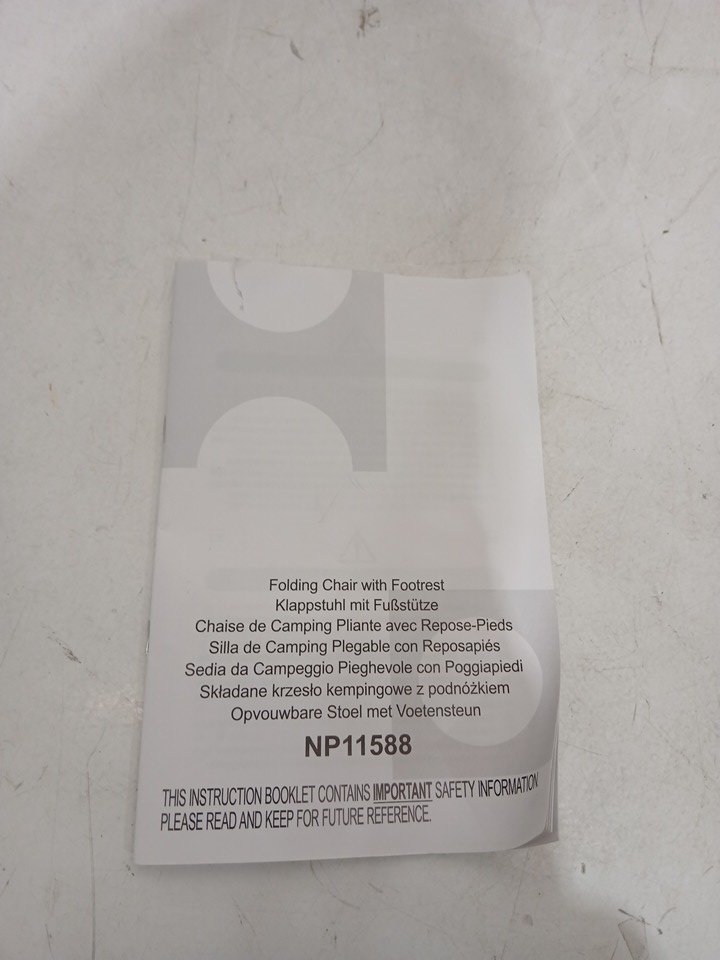 Folding Chair with Footrest
Klappstuhl mit Fußstütze
Chaise de Camping Pliante avec Repose-Pieds
Silla de Camping Plegable con Reposapiés
Sedia da Campeggio Pieghevole con Poggiapiedi
Składane krzesło kempingowe z podnóżkiem
Opvouwbare Stoel met Voetensteun
NP11588
THIS INSTRUCTION BOOKLET CONTAINS IMPORTANT SAFETY INFORMATION
PLEASE READ AND KEEP FOR FUTURE REFERENCE.